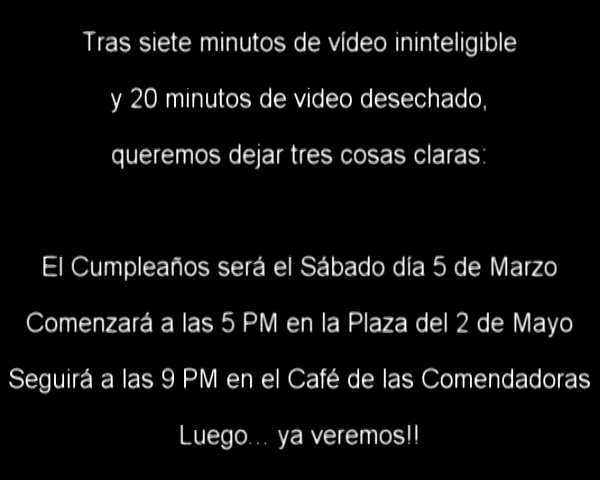 Tras siete minutos de vídeo ininteligible
y 20 minutos de video desechado,
queremos dejar tres cosas claras:
El Cumpleaños será el Sábado día 5 de Marzo
Comenzará a las 5 PM en la Plaza del 2 de Mayo
Seguirá a las 9 PM en el Café de las Comendadoras
Luego... ya veremos!!